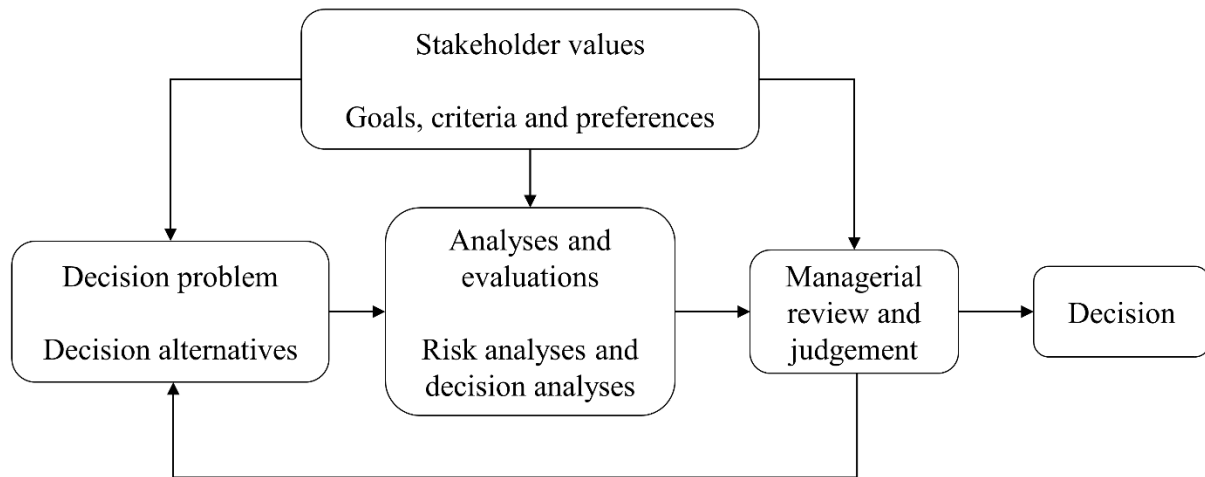 Stakeholder values
Goals, criteria and preferences
Decision problem
Decision alternatives
Analyses and
evaluations
Risk analyses and
decision analyses
Managerial
review and
judgement
Decision